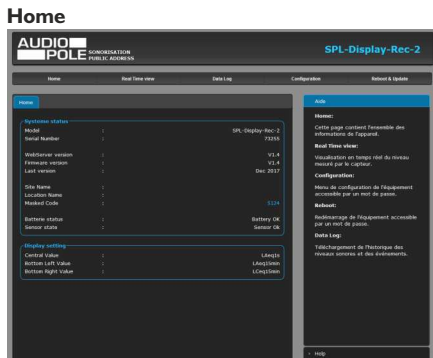 Home
AUDIO
POLE SONORISATION
PUBLIC ADDRESS
SPL-Display-Rec-2
Home Real Time view Data Log Configuration Reboot & Update
Home
Systeme status
Model : SPL-Display-Rec-2
Serial Number : 73255
WebServer version : V1.4
Firmware version : V1.4
Last version : Dec 2017
Site Name :
Location Name :
Masked Code : 5134
Batterie status : Battery OK
Sensor state : Sensor Ok
Display setting
Central Value : LAeq1s
Bottom Left Value : LAeq15mn
Bottom Right Value : LCeq15mn
Aide
Home:
Cette page contient l'ensemble des
informations de l'appareil.
Real Time view:
Visualisation en temps réel du niveau
mesuré par le capteur.
Configuration:
Menu de configuration de l'équipement
accessible par un mot de passe.
Reboot:
Redémarrage de l'équipement accessible
par un mot de passe.
Data Log:
Téléchargement de l'historique des
niveaux sonores et des événements.
Help